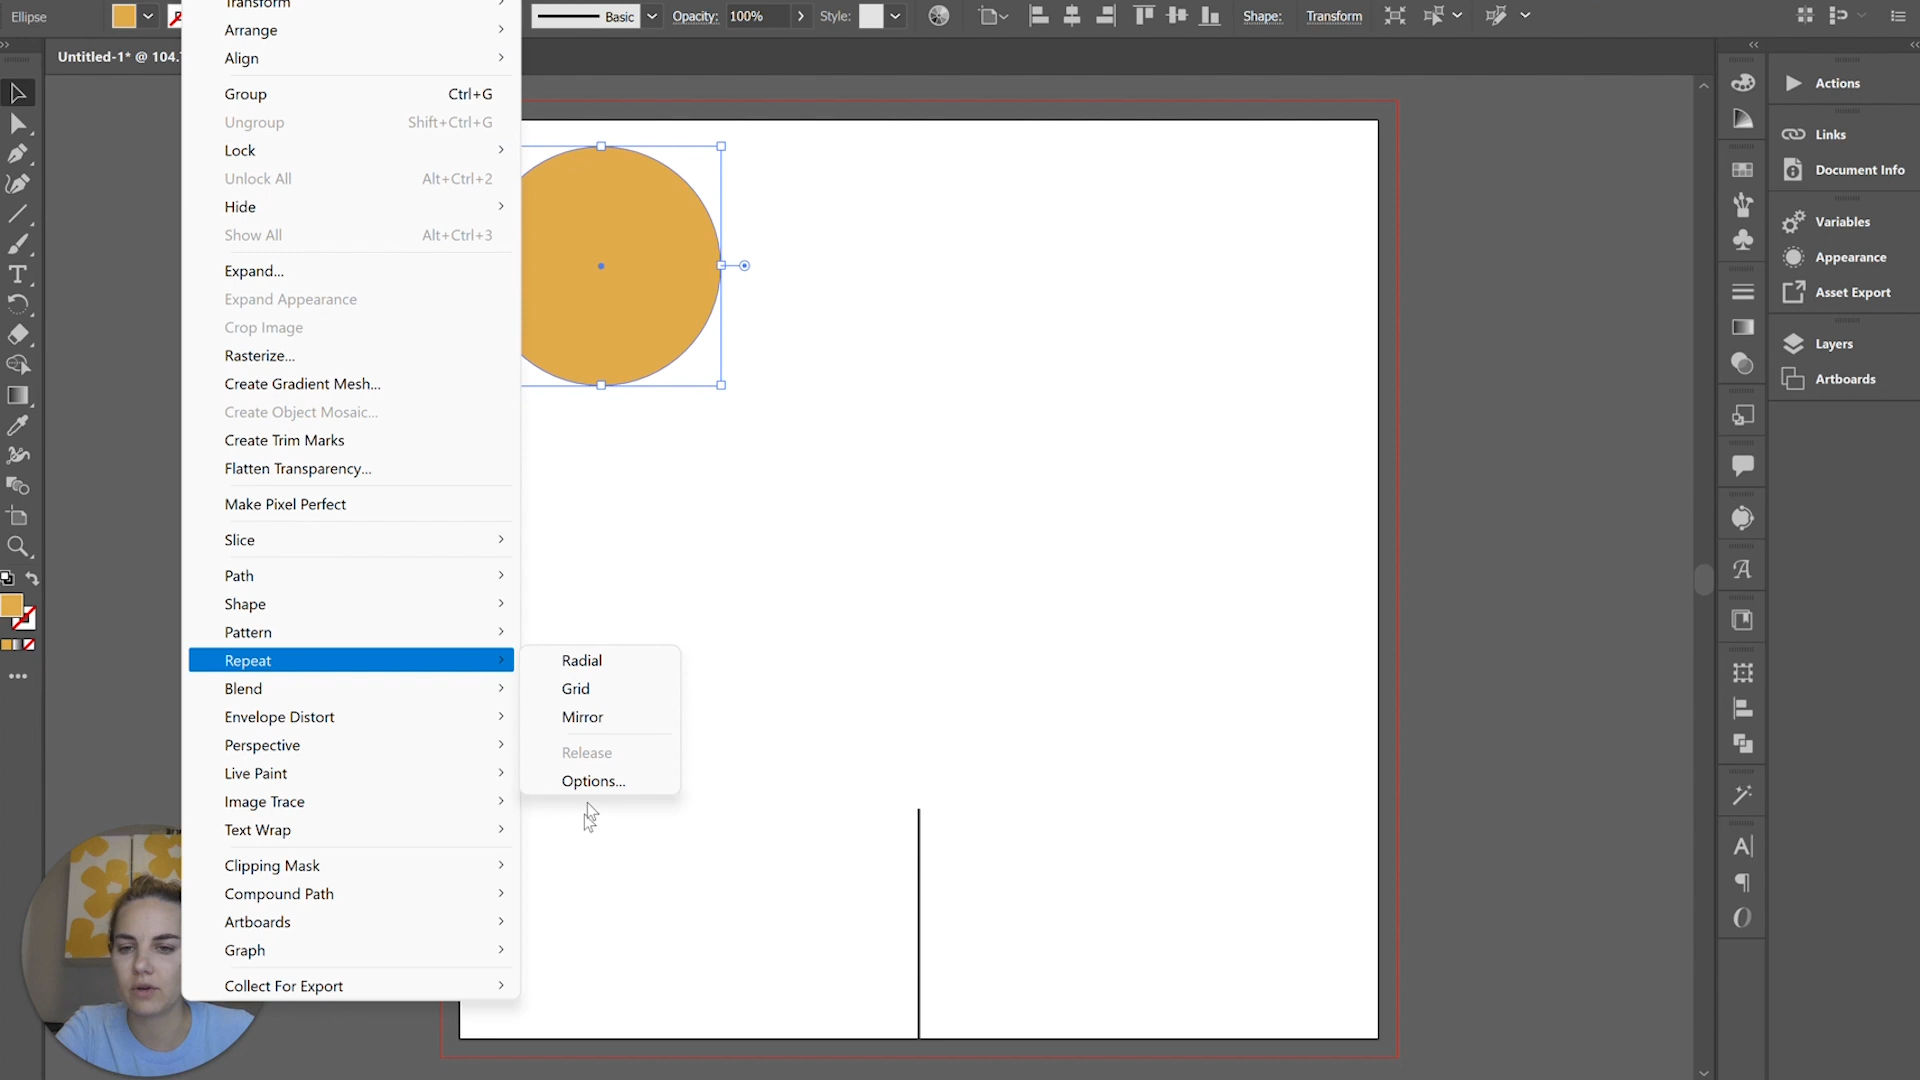 Ellipse
Basic
Opacity:
100%
Style:
Shape:
Transform
Untitled-1* @ 104.
Transform
Arrange
Align
Group Ctrl+G
Ungroup Shift+Ctrl+G
Lock
Unlock All Alt+Ctrl+2
Hide
Show All Alt+Ctrl+3
Expand...
Expand Appearance
Crop Image
Rasterize...
Create Gradient Mesh...
Create Object Mosaic...
Create Trim Marks
Flatten Transparency...
Make Pixel Perfect
Slice
Path
Shape
Pattern
Repeat
Blend
Envelope Distort
Perspective
Live Paint
Image Trace
Text Wrap
Clipping Mask
Compound Path
Artboards
Graph
Collect For Export
Radial
Grid
Mirror
Release
Options...
Actions
Links
Document Info
Variables
Appearance
Asset Export
Layers
Artboards